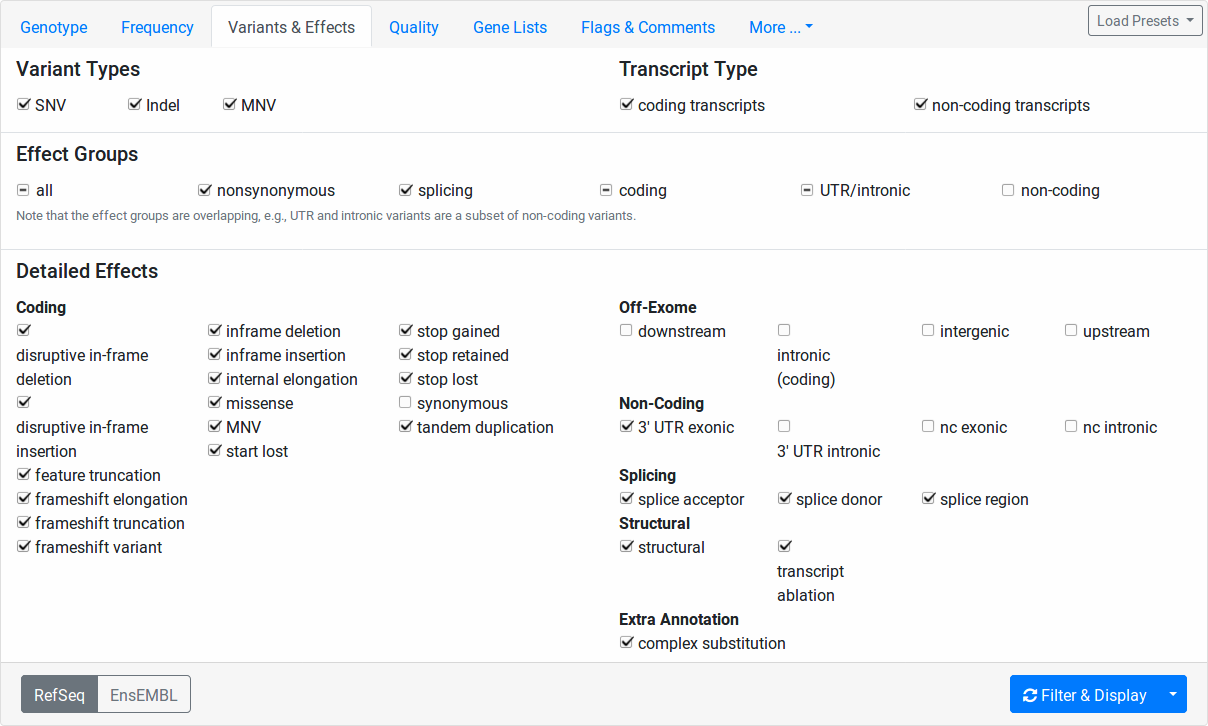 Genotype Frequency Variants & Effects Quality Gene Lists Flags & Comments More ... Load Presets
Variant Types
SNV Indel MNV
Transcript Type
coding transcripts non-coding transcripts
Effect Groups
all nonsynonymous splicing coding UTR/intronic non-coding
Note that the effect groups are overlapping, e.g., UTR and intronic variants are a subset of non-coding variants.
Detailed Effects
Coding
disruptive in-frame
deletion
disruptive in-frame
insertion
feature truncation
frameshift elongation
frameshift truncation
frameshift variant
inframe deletion
inframe insertion
internal elongation
missense
MNV
start lost
stop gained
stop retained
stop lost
synonymous
tandem duplication
Off-Exome
downstream
intronic
(coding)
intergenic
upstream
Non-Coding
3' UTR exonic
3' UTR intronic
nc exonic
nc intronic
Splicing
splice acceptor splice donor splice region
Structural
structural
transcript
ablation
Extra Annotation
complex substitution
RefSeq EnsEMBL Filter & Display